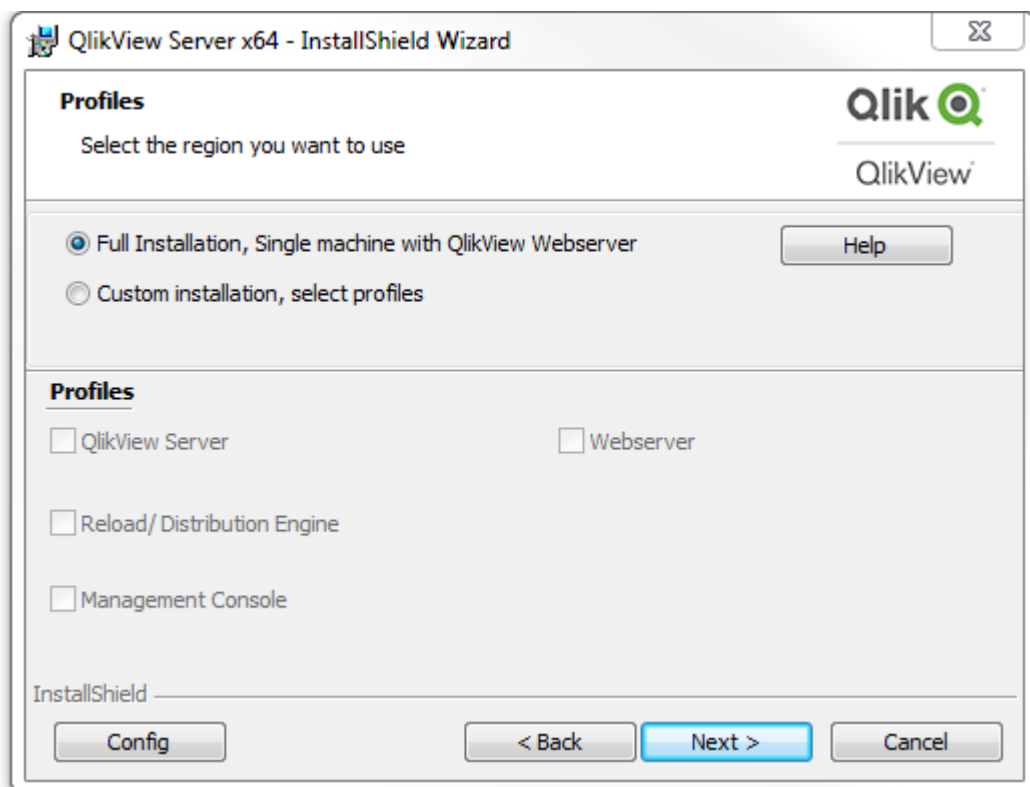 QlikView Server x64 - InstallShield Wizard
Profiles
Select the region you want to use
Qlik
QlikView
Full Installation, Single machine with QlikView Webserver
Help
Custom installation, select profiles
Profiles
QlikView Server
Webserver
Reload/ Distribution Engine
Management Console
InstallShield
Config
< Back
Next >
Cancel